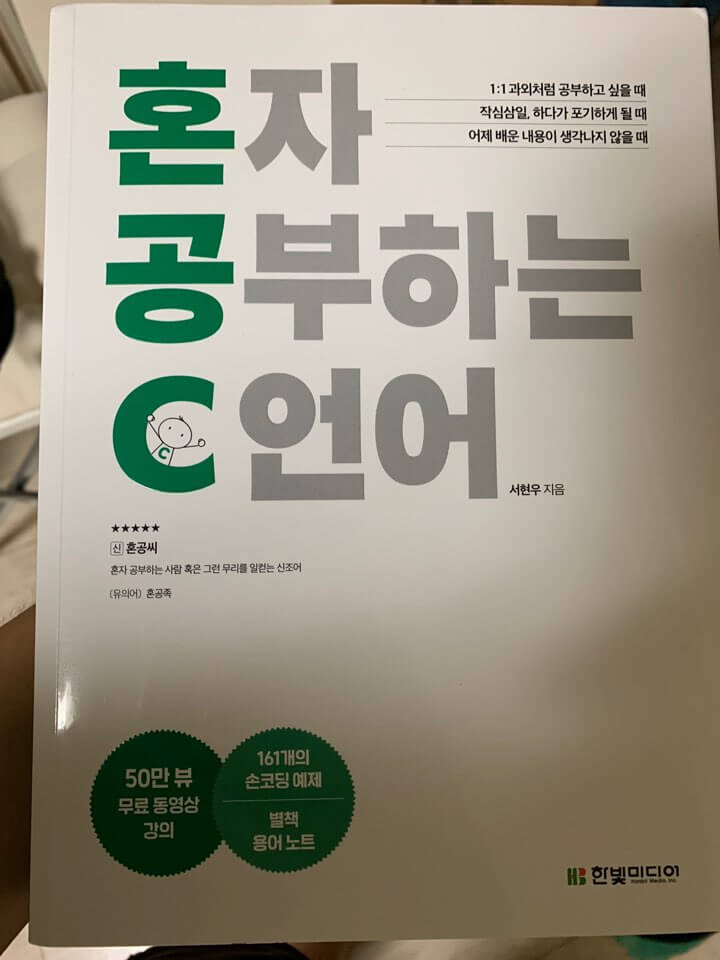 혼자
공부하는
C언어
1:1 과외처럼 공부하고 싶을 때
작심삼일, 하다가 포기하게 될 때
어제 배운 내용이 생각나지 않을 때
서현우 지음
★★★★★
신 혼공씨
혼자 공부하는 사람 혹은 그런 무리를 일컫는 신조어
(유의어) 혼공족
50만 뷰
무료 동영상
강의
161개의
손코딩 예제
별책
용어 노트
HB 한빛미디어
Hanbit Media, Inc.
C